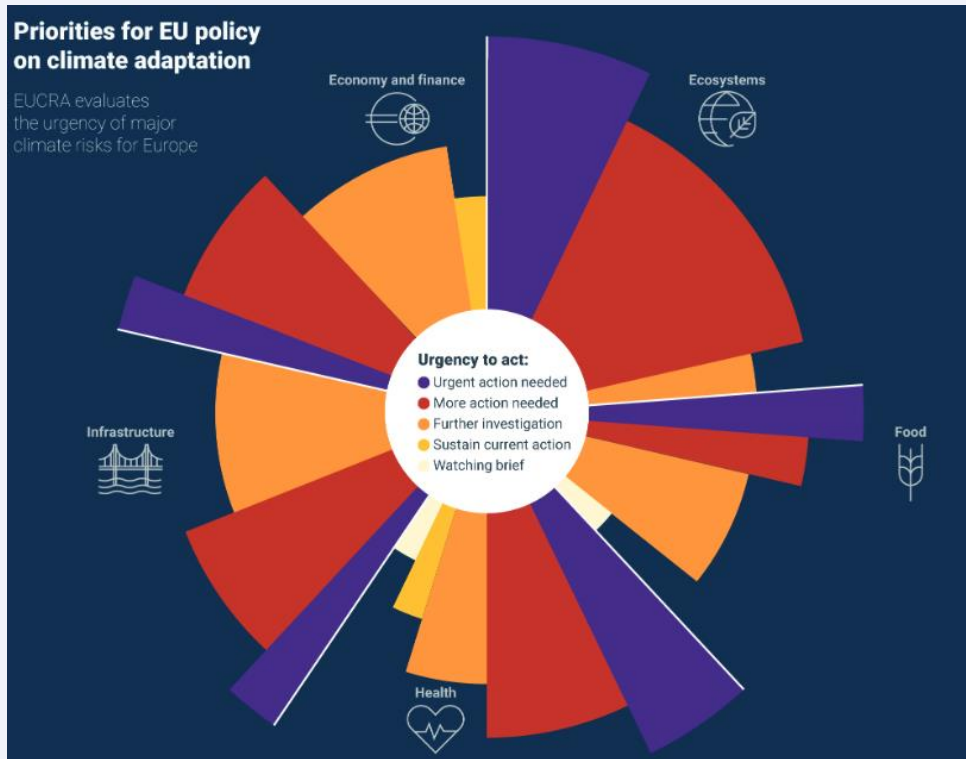 Priorities for EU policy
on climate adaptation
EUCRA evaluates
the urgency of major
climate risks for Europe
Economy and finance
Ecosystems
Urgency to act:
Urgent action needed
More action needed
Further investigation
Sustain current action
Watching brief
Infrastructure
Food
Health